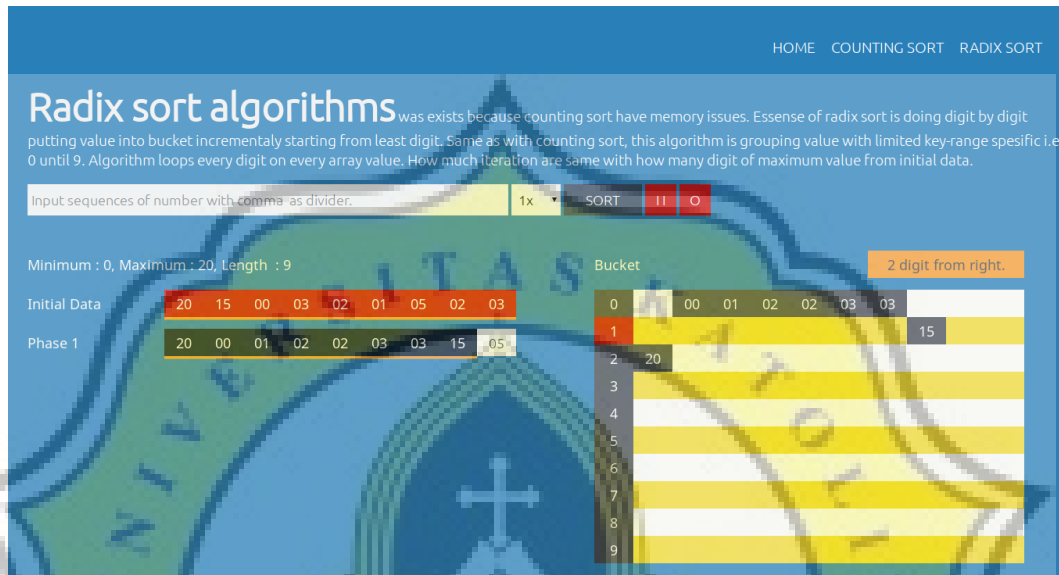 HOME COUNTING SORT RADIX SORT
Radix sort algorithms was exists because counting sort have memory issues. Essense of radix sort is doing digit by digit
putting value into bucket incrementaly starting from least digit. Same as with counting sort, this algorithm is grouping value with limited key-range spesific i.e
0 until 9. Algorithm loops every digit on every array value. How much iteration are same with how many digit of maximum value from initial data.
Input sequences of number with comma as divider. 1x SORT I I O
Minimum : 0, Maximum : 20, Length : 9 Bucket 2 digit from right.
Initial Data 20 15 00 03 02 01 05 02 03
Phase 1 20 00 01 02 02 03 03 15 05
0 00 01 02 02 03 03
1 15
2 20
3
4
5
6
7
8
9
NIVERSITAS KATOLI